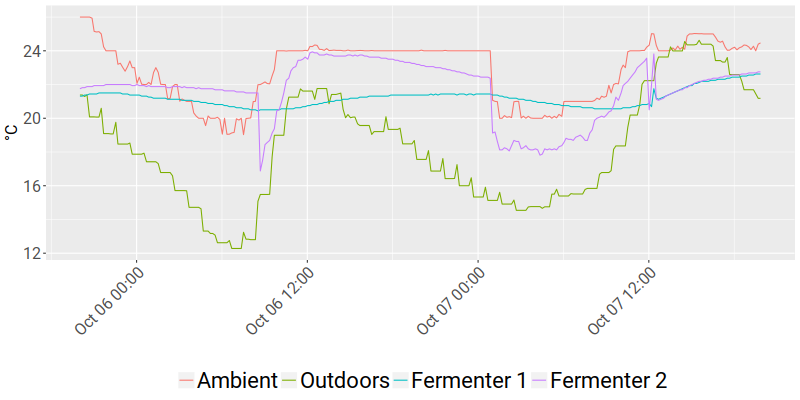 °C
24
20
16
12
Oct 06 00:00
Oct 06 12:00
Oct 07 00:00
Oct 07 12:00
Ambient Outdoors Fermenter 1 Fermenter 2